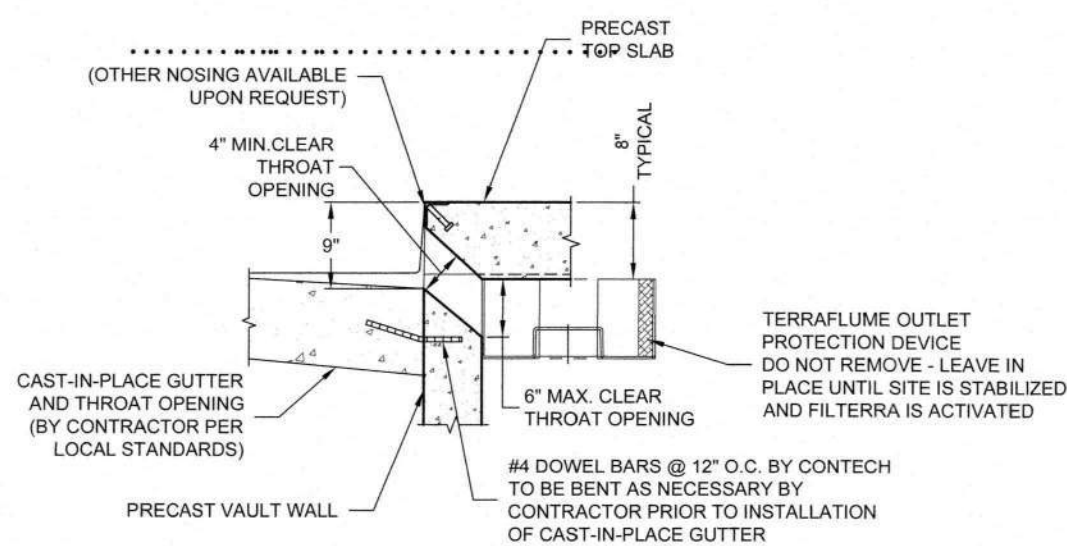 PRECAST
TOP SLAB
(OTHER NOSING AVAILABLE
UPON REQUEST)
4" MIN.CLEAR
THROAT
OPENING
8"
TYPICAL
9"
TERRAFLUME OUTLET
PROTECTION DEVICE
DO NOT REMOVE - LEAVE IN
PLACE UNTIL SITE IS STABILIZED
AND FILTERRA IS ACTIVATED
CAST-IN-PLACE GUTTER
AND THROAT OPENING
(BY CONTRACTOR PER
LOCAL STANDARDS)
6" MAX. CLEAR
THROAT OPENING
#4 DOWEL BARS @ 12" O.C. BY CONTECH
TO BE BENT AS NECESSARY BY
CONTRACTOR PRIOR TO INSTALLATION
OF CAST-IN-PLACE GUTTER
PRECAST VAULT WALL